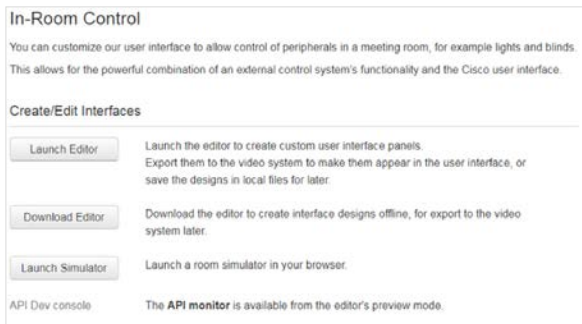 In-Room Control
You can customize our user interface to allow control of peripherals in a meeting room, for example lights and blinds.
This allows for the powerful combination of an external control system's functionality and the Cisco user interface.
Create/Edit Interfaces
Launch Editor
Launch the editor to create custom user interface panels.
Export them to the video system to make them appear in the user interface, or
save the designs in local files for later.
Download Editor
Download the editor to create interface designs offline, for export to the video
system later.
Launch Simulator
Launch a room simulator in your browser.
API Dev console
The API monitor is available from the editor's preview mode.